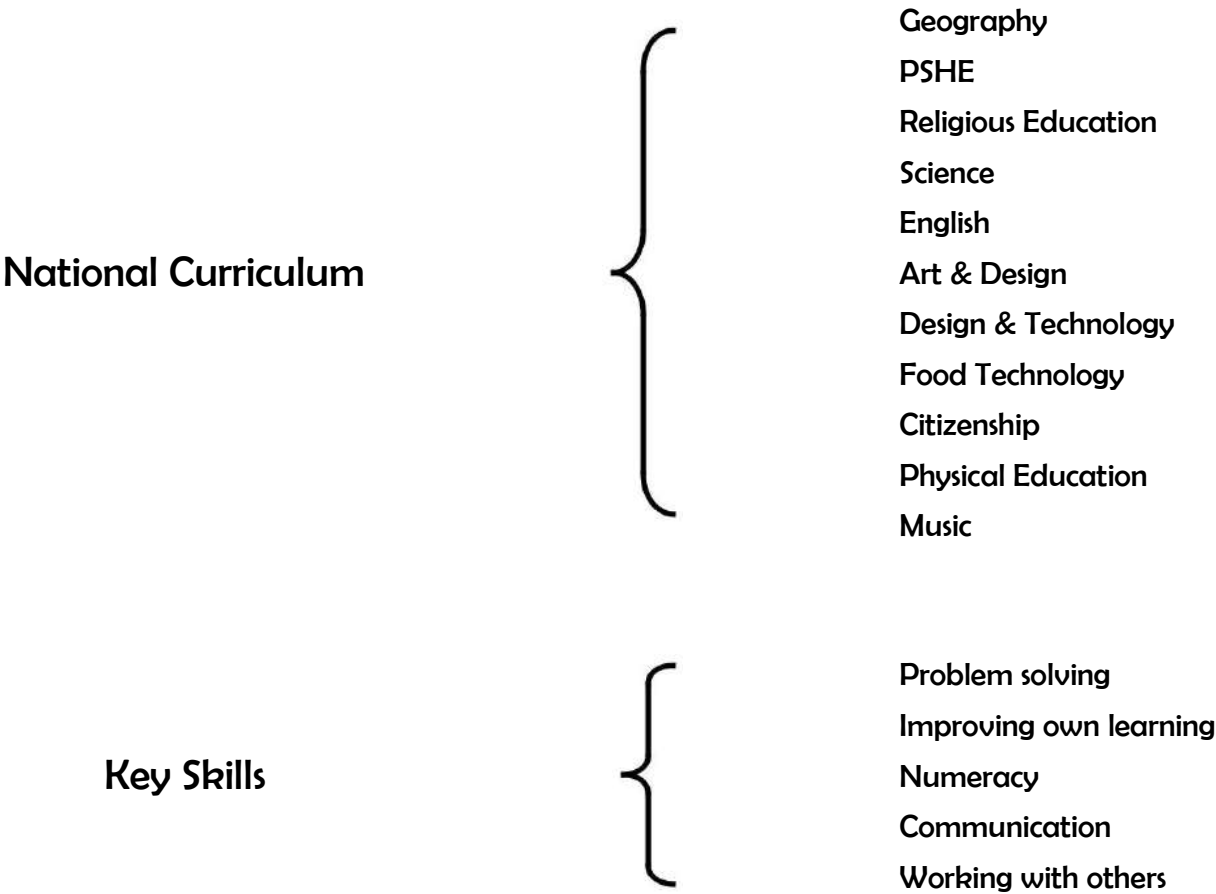 National Curriculum
Geography
PSHE
Religious Education
Science
English
Art & Design
Design & Technology
Food Technology
Citizenship
Physical Education
Music
Key Skills
Problem solving
Improving own learning
Numeracy
Communication
Working with others